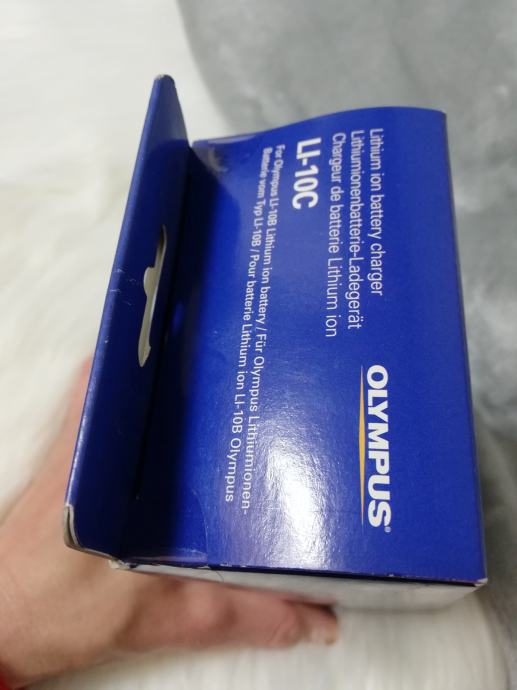 Lithium ion battery charger
Lithiumionenbatterie-Ladegerät
Chargeur de batterie Lithium ion
LI-10C
For Olympus LI-10B Lithium ion battery / Für Olympus Lithiumionen-
Batterie vom Typ LI-10B / Pour batterie Lithium ion LI-10B Olympus
OLYMPUS®